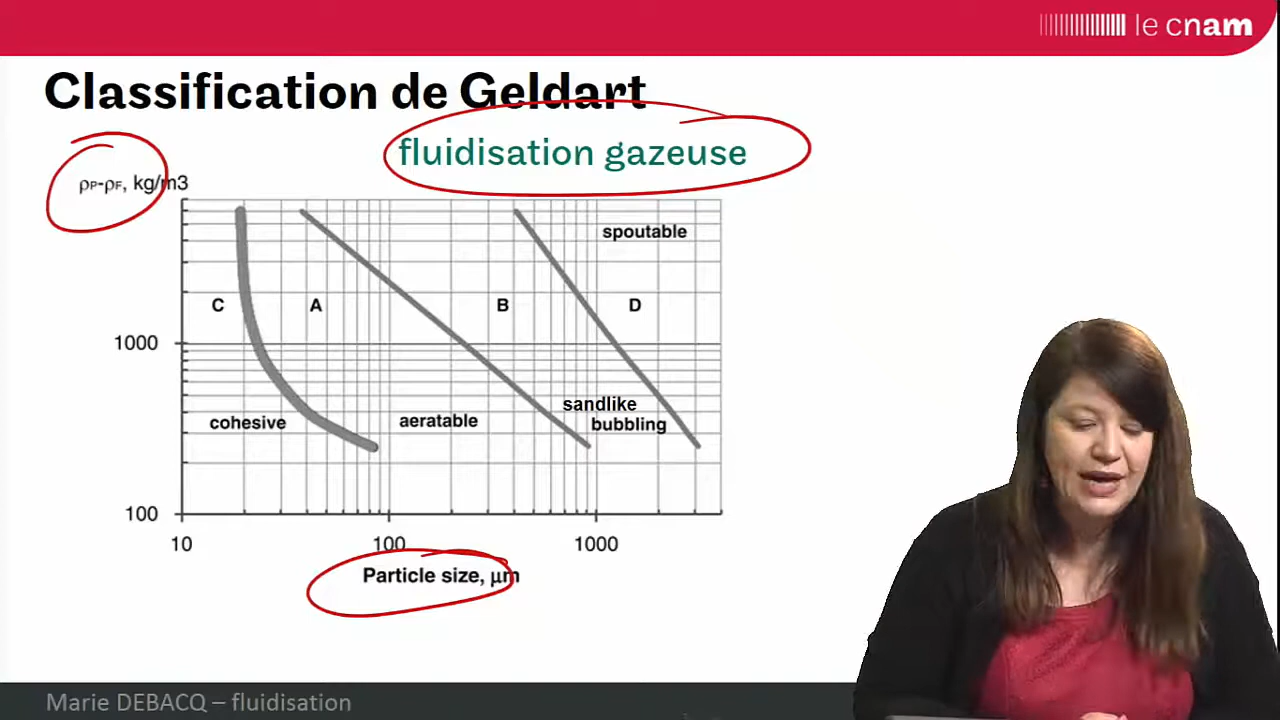 le cnam
Classification de Geldart
fluidisation gazeuse
ρP-ρF, kg/m3
spoutable
C
A
B
D
1000
sandlike
bubbling
cohesive
aeratable
100
10
100
1000
Particle size, μm
Marie DEBACQ – fluidisation